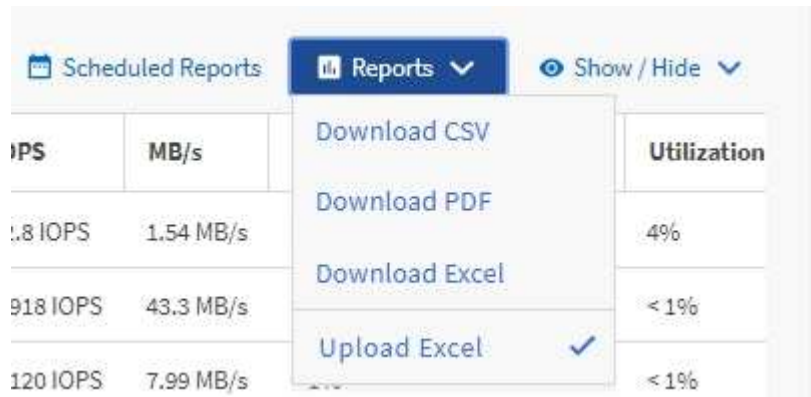 Scheduled Reports Reports Show / Hide
MB/s Utilization
Download CSV
1.54 MB/s 4%
Download PDF
Download Excel
918 IOPS 43.3 MB/s < 1%
Upload Excel
120 IOPS 7.99 MB/s < 1%